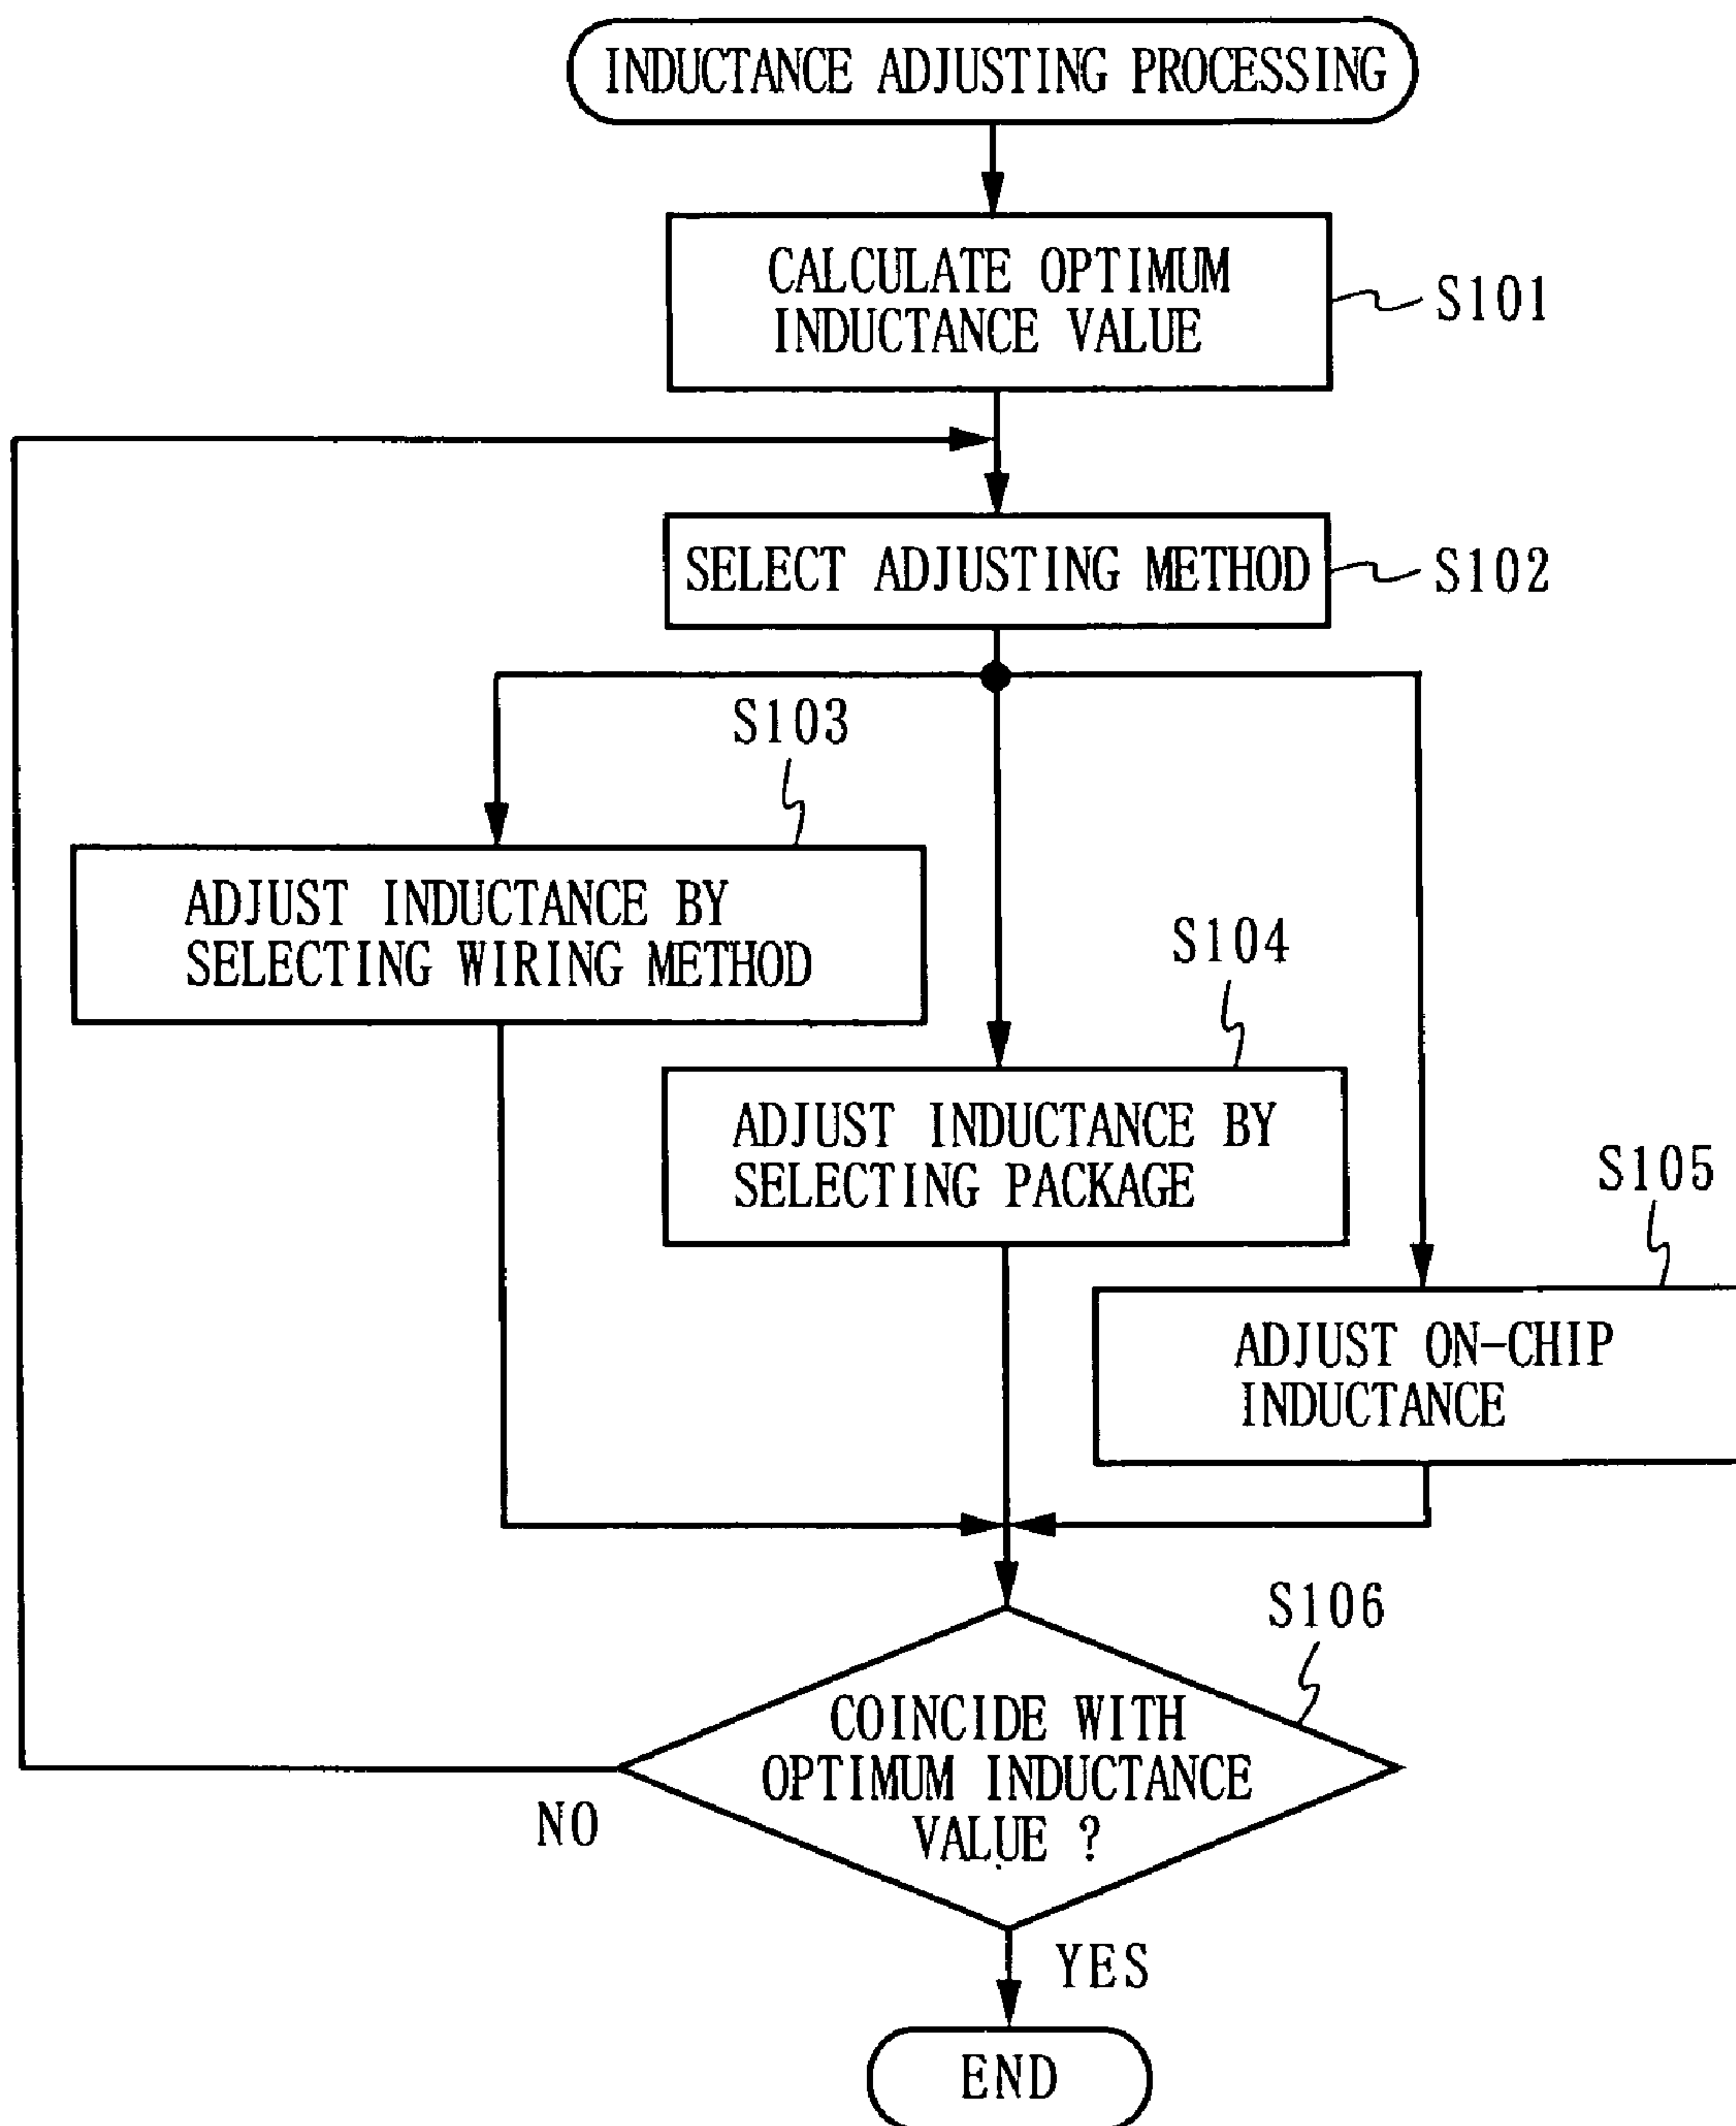 INDUCTANCE ADJUSTING PROCESSING
CALCULATE OPTIMUM
INDUCTANCE VALUE
S101
SELECT ADJUSTING METHOD
S102
S103
ADJUST INDUCTANCE BY
SELECTING WIRING METHOD
S104
ADJUST INDUCTANCE BY
SELECTING PACKAGE
S105
ADJUST ON-CHIP
INDUCTANCE
S106
COINCIDE WITH
OPTIMUM INDUCTANCE
VALUE ?
NO
YES
END